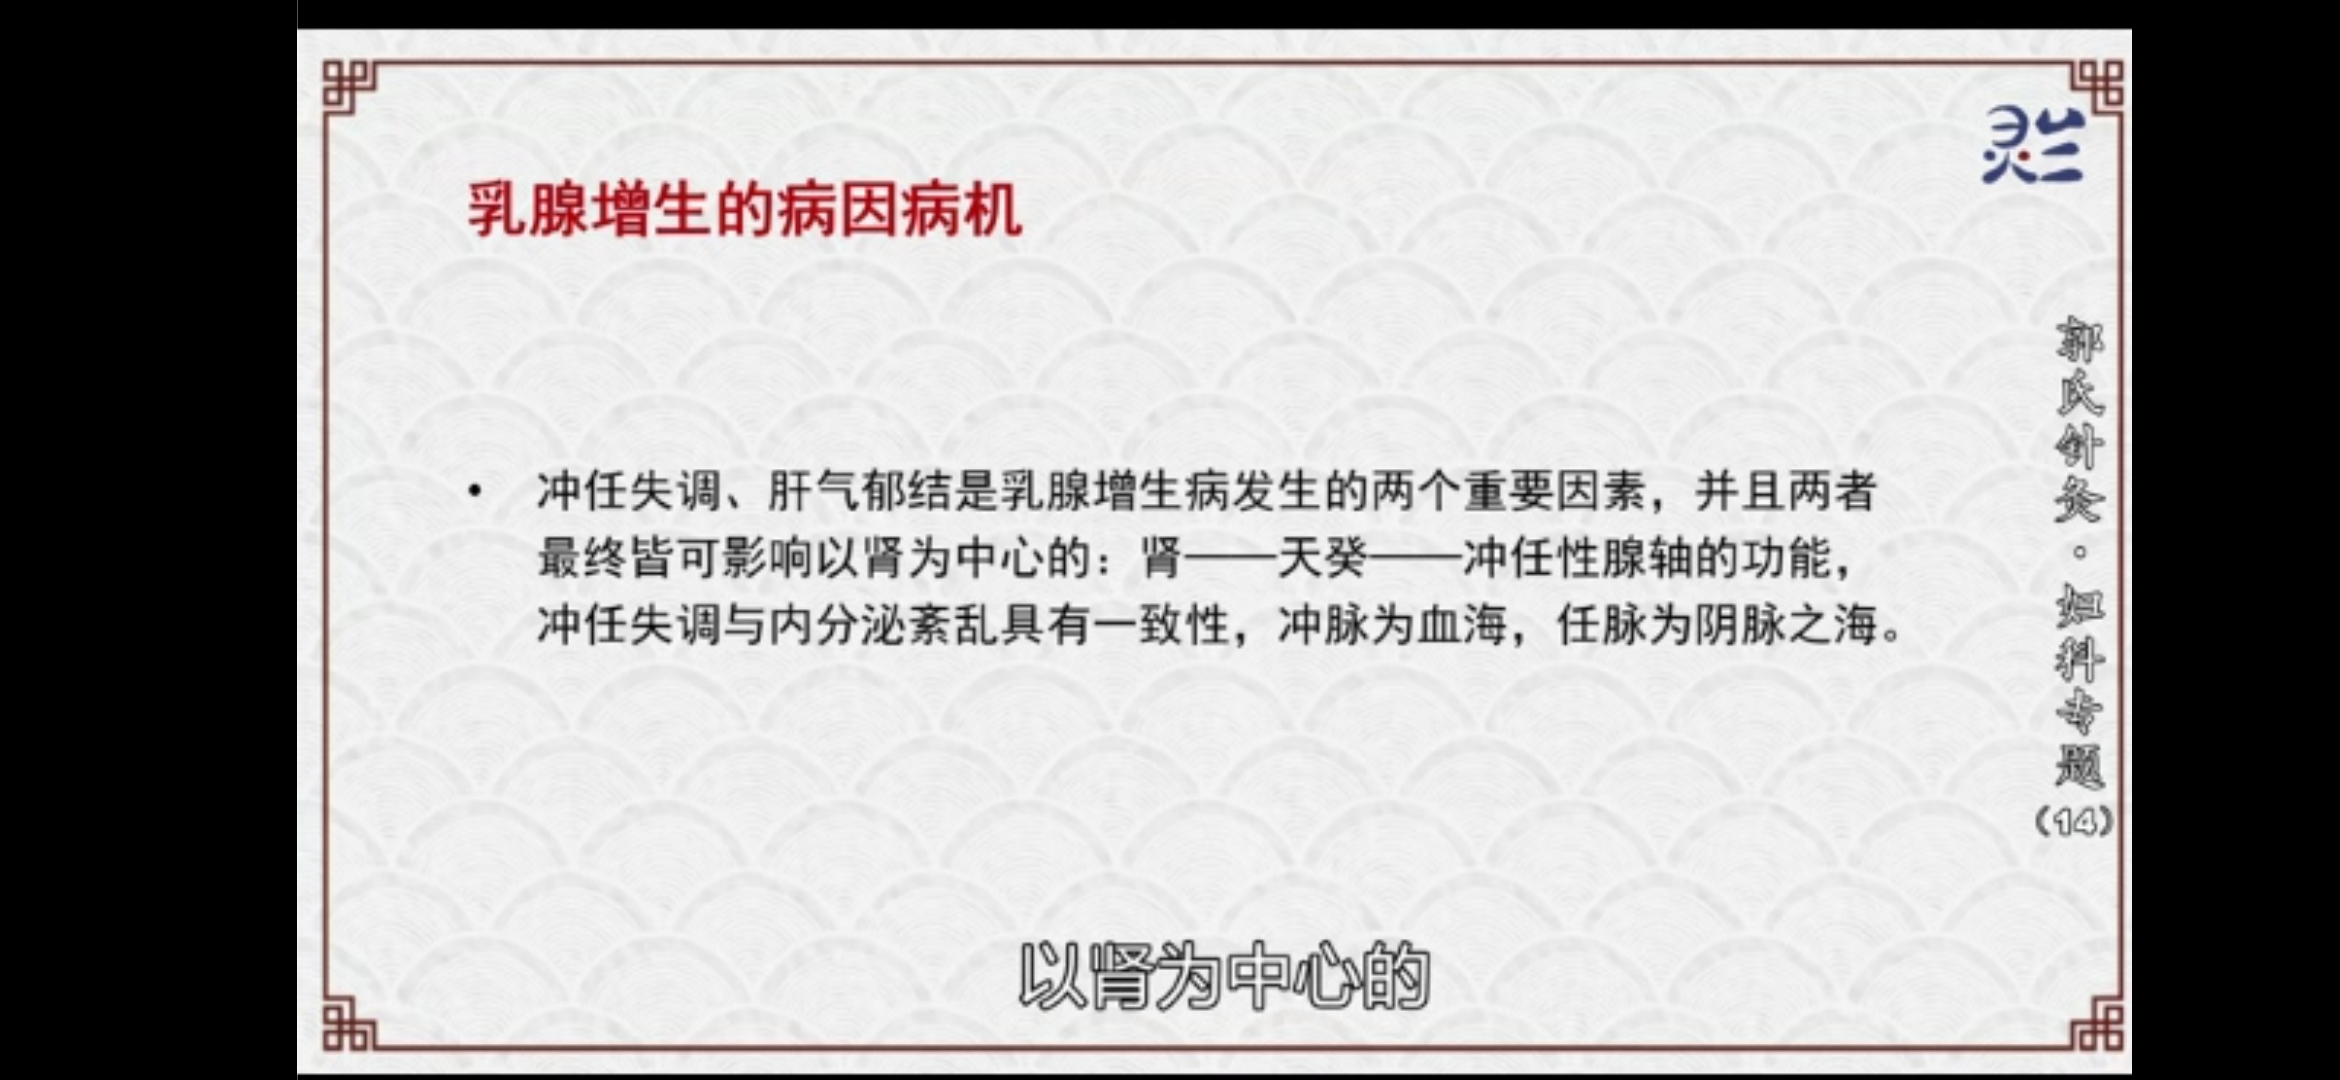 乳腺增生的病因病机
• 冲任失调、肝气郁结是乳腺增生病发生的两个重要因素，并且两者
最终皆可影响以肾为中心的：肾——天癸——冲任性腺轴的功能，
冲任失调与内分泌紊乱具有一致性，冲脉为血海，任脉为阴脉之海。
郭氏针灸·妇科专题(14)
以肾为中心的